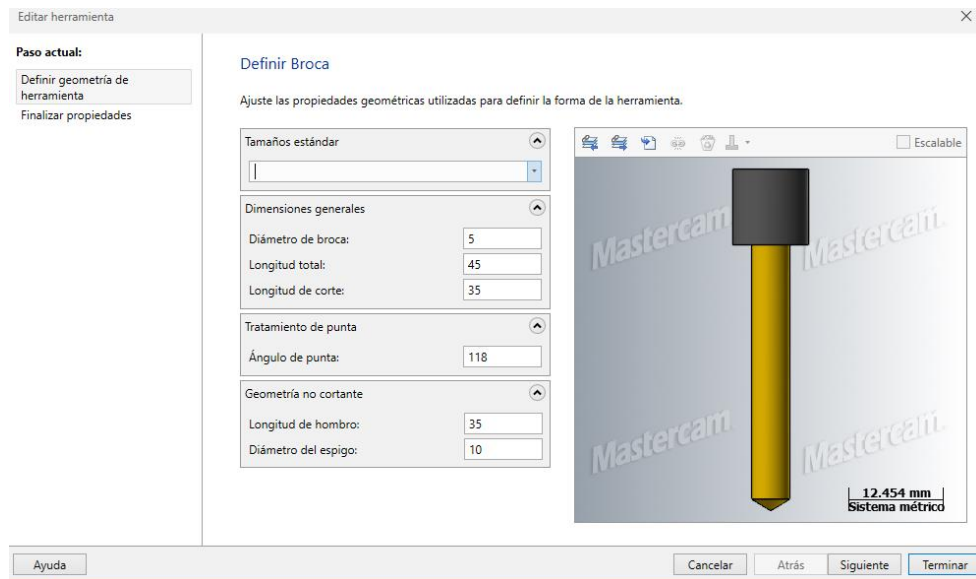 Editar herramienta
Paso actual:
Definir geometría de
herramienta
Finalizar propiedades
Definir Broca
Ajuste las propiedades geométricas utilizadas para definir la forma de la herramienta.
Tamaños estándar
Dimensiones generales
Diámetro de broca: 5
Longitud total: 45
Longitud de corte: 35
Tratamiento de punta
Ángulo de punta: 118
Geometría no cortante
Longitud de hombro: 35
Diámetro del espigo: 10
Escalable
Mastercam.
Mastercam.
Mastercam.
Mastercam.
12.454 mm
Sistema métrico
Ayuda
Cancelar
Atrás
Siguiente
Terminar